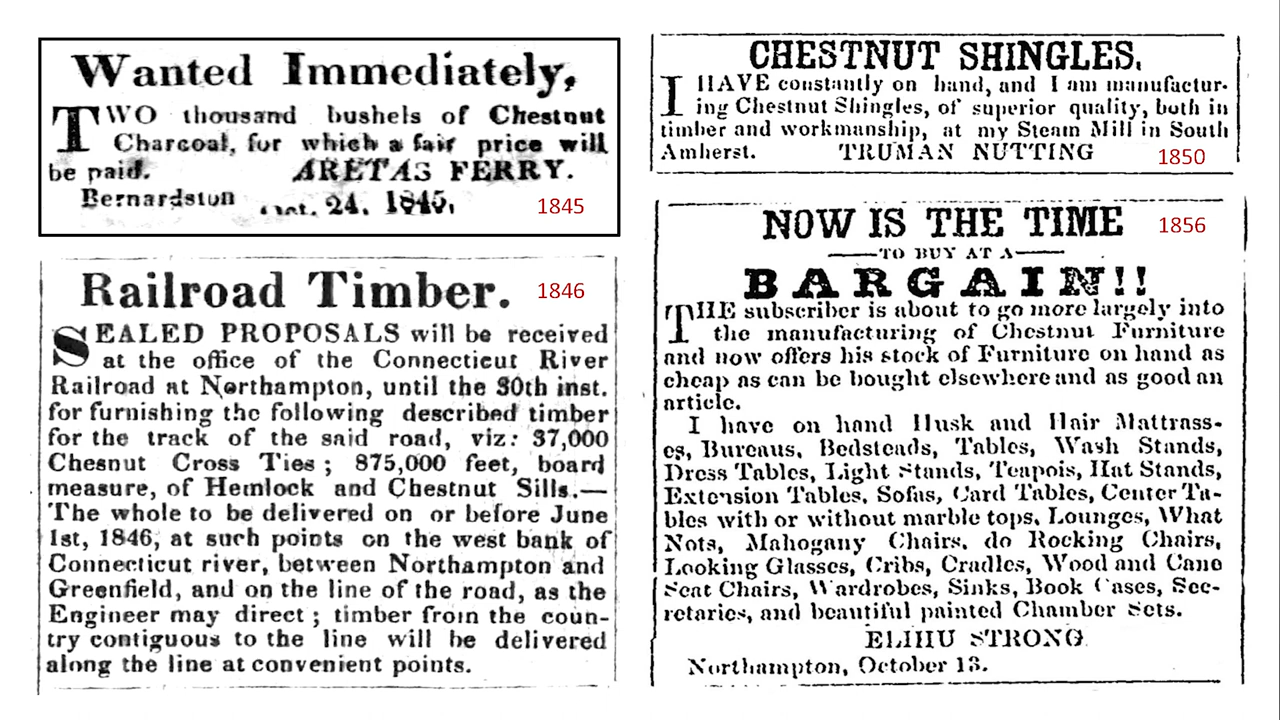 Wanted Immediately,
TWO thousand bushels of Chestnut
Charcoal, for which a fair price will
be paid. ARETAS FERRY.
Bernardston Oct. 24, 1845.
1845
Railroad Timber.
1846
SEALED PROPOSALS will be received
at the office of the Connecticut River
Railroad at Northampton, until the 30th inst.
for furnishing the following described timber
for the track of the said road, viz: 37,000
Chesnut Cross Ties; 875,000 feet, board
measure, of Hemlock and Chestnut Sills.—
The whole to be delivered on or before June
1st, 1846, at such points on the west bank of
Connecticut river, between Northampton and
Greenfield, and on the line of the road, as the
Engineer may direct; timber from the coun-
try contiguous to the line will be delivered
along the line at convenient points.
CHESTNUT SHINGLES.
I HAVE constantly on hand, and I am manufactur-
ing Chestnut Shingles, of superior quality, both in
timber and workmanship, at my Steam Mill in South
Amherst. TRUMAN NUTTING
1850
NOW IS THE TIME
1856
TO BUY AT A
BARGAIN!!
THE subscriber is about to go more largely into
the manufacturing of Chestnut Furniture
and now offers his stock of Furniture on hand as
cheap as can be bought elsewhere and as good an
article.
I have on hand Husk and Hair Mattrass-
es, Bureaus, Bedsteads, Tables, Wash Stands,
Dress Tables, Light Stands, Teapois, Hat Stands,
Extension Tables, Sofas, Card Tables, Center Ta-
bles with or without marble tops, Lounges, What
Nots, Mahogany Chairs, do Rocking Chairs,
Looking Glasses, Cribs, Cradles, Wood and Cane
Seat Chairs, Wardrobes, Sinks, Book Cases, Sec-
retaries, and beautiful painted Chamber Sets.
ELIHU STRONG
Northampton, October 13.